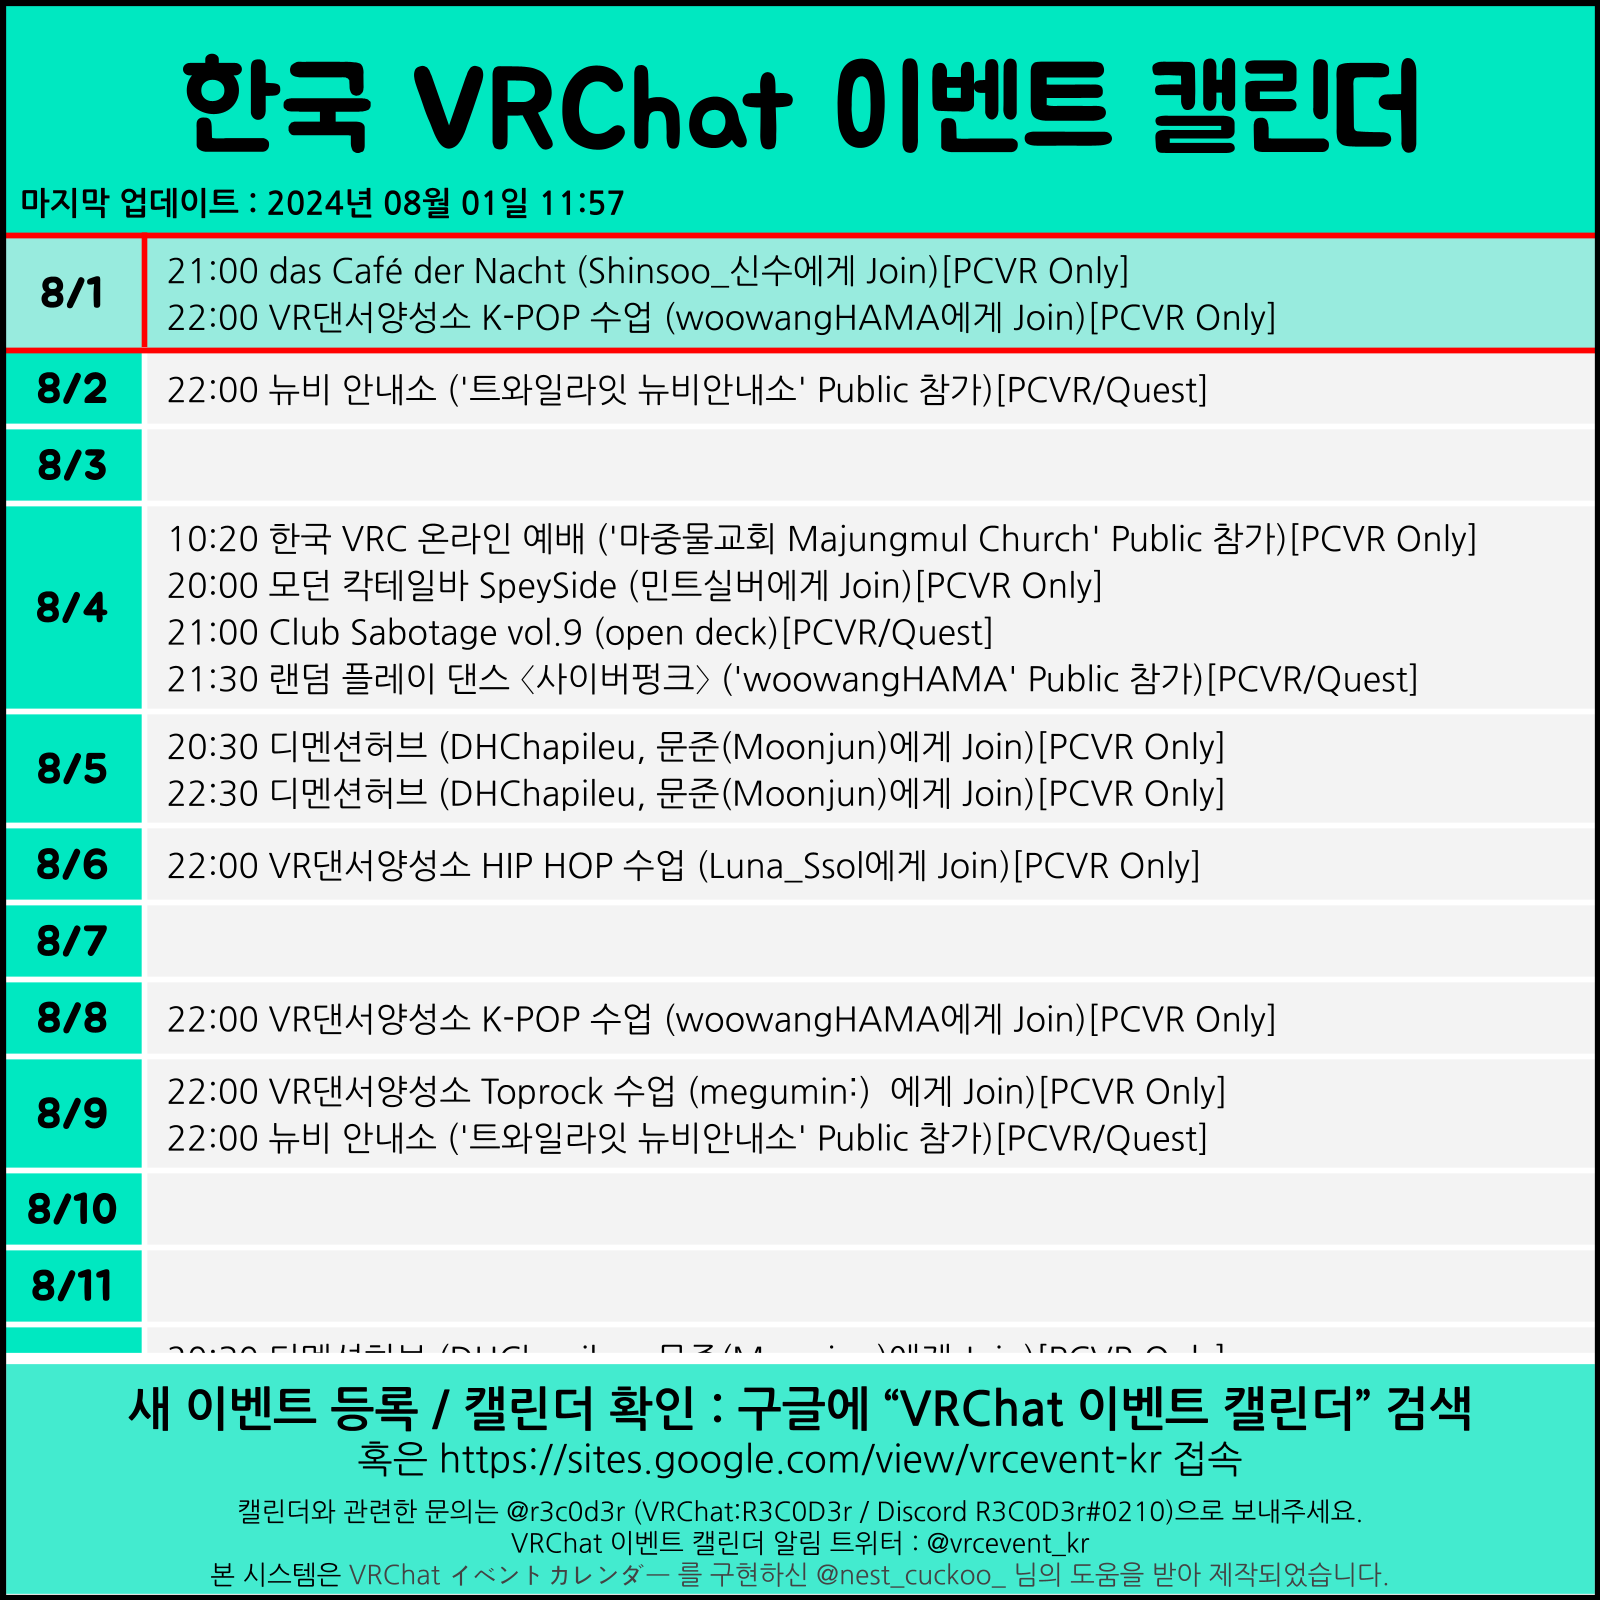 한국 VRChat 이벤트 캘린더
마지막 업데이트 : 2024년 08월 01일 11:57
8/1
21:00 das Café der Nacht (Shinsoo_신수에게 Join)[PCVR Only]
22:00 VR댄서양성소 K-POP 수업 (woowangHAMA에게 Join)[PCVR Only]
8/2
22:00 뉴비 안내소 ('트와일라잇 뉴비안내소' Public 참가)[PCVR/Quest]
8/3
8/4
10:20 한국 VRC 온라인 예배 ('마중물교회 Majungmul Church' Public 참가)[PCVR Only]
20:00 모던 칵테일바 SpeySide (민트실버에게 Join)[PCVR Only]
21:00 Club Sabotage vol.9 (open deck)[PCVR/Quest]
21:30 랜덤 플레이 댄스 〈사이버펑크〉 ('woowangHAMA' Public 참가)[PCVR/Quest]
8/5
20:30 디멘션허브 (DHChapileu, 문준(Moonjun)에게 Join)[PCVR Only]
22:30 디멘션허브 (DHChapileu, 문준(Moonjun)에게 Join)[PCVR Only]
8/6
22:00 VR댄서양성소 HIP HOP 수업 (Luna_Ssol에게 Join)[PCVR Only]
8/7
8/8
22:00 VR댄서양성소 K-POP 수업 (woowangHAMA에게 Join)[PCVR Only]
8/9
22:00 VR댄서양성소 Toprock 수업 (megumin:)  에게 Join)[PCVR Only]
22:00 뉴비 안내소 ('트와일라잇 뉴비안내소' Public 참가)[PCVR/Quest]
8/10
8/11
새 이벤트 등록 / 캘린더 확인 : 구글에 “VRChat 이벤트 캘린더” 검색
혹은 https://sites.google.com/view/vrcevent-kr 접속
캘린더와 관련한 문의는 @r3c0d3r (VRChat:R3C0D3r / Discord R3C0D3r#0210)으로 보내주세요.
VRChat 이벤트 캘린더 알림 트위터 : @vrcevent_kr
본 시스템은 VRChat イベントカレンダー 를 구현하신 @nest_cuckoo_ 님의 도움을 받아 제작되었습니다.